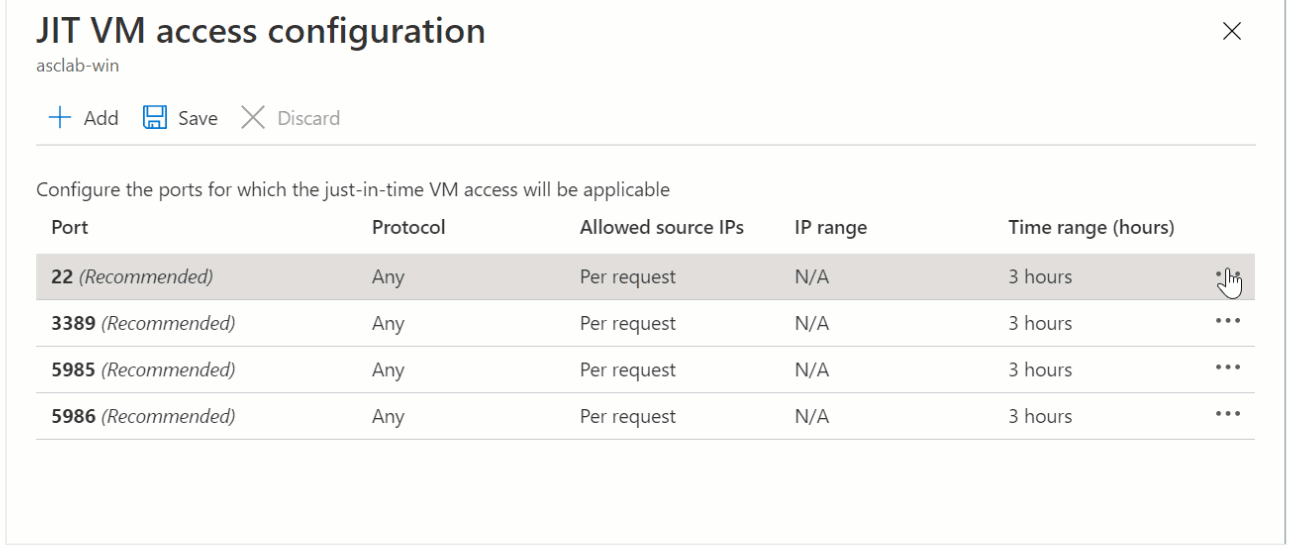 JIT VM access configuration
asclab-win
Add Save Discard
Configure the ports for which the just-in-time VM access will be applicable
Port Protocol Allowed source IPs IP range Time range (hours)
22 (Recommended) Any Per request N/A 3 hours
3389 (Recommended) Any Per request N/A 3 hours
5985 (Recommended) Any Per request N/A 3 hours
5986 (Recommended) Any Per request N/A 3 hours